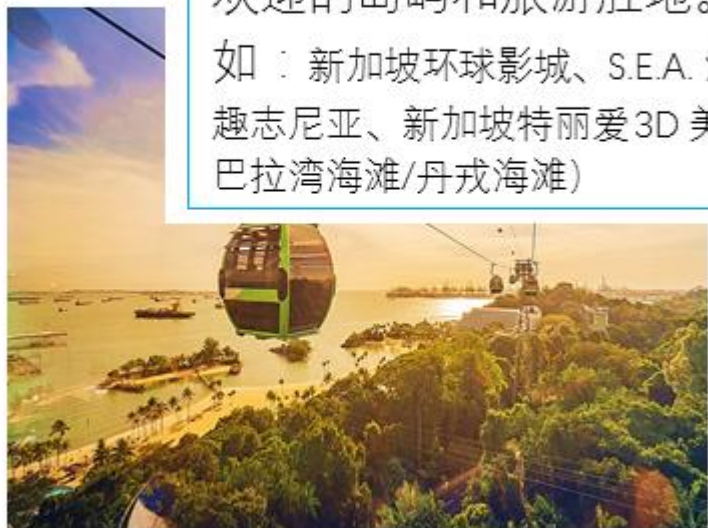 欢迎的岛屿和旅游胜地。
如：新加坡环球影城、S.E.A.
趣志尼亚、新加坡特丽爱3D 美
巴拉湾海滩/丹戎海滩）